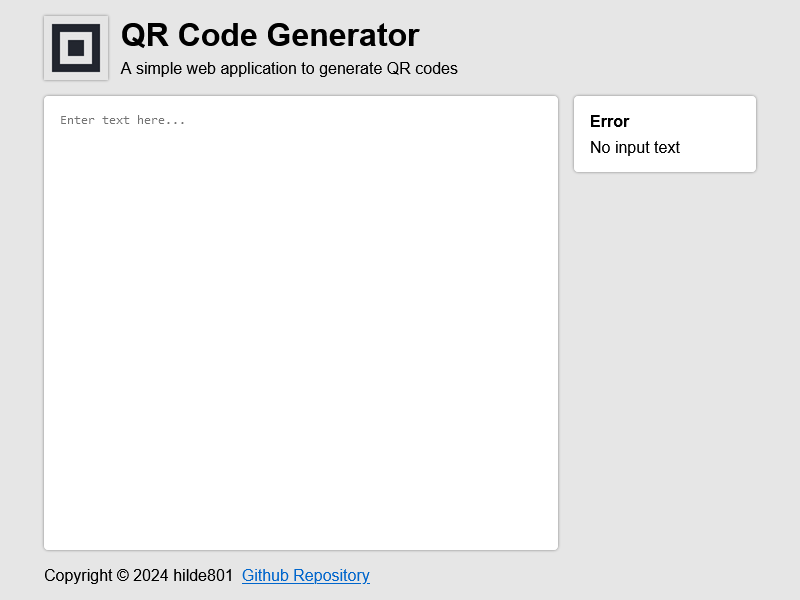 QR Code Generator
A simple web application to generate QR codes
Enter text here...
Error
No input text
Copyright © 2024 hilde801 Github Repository